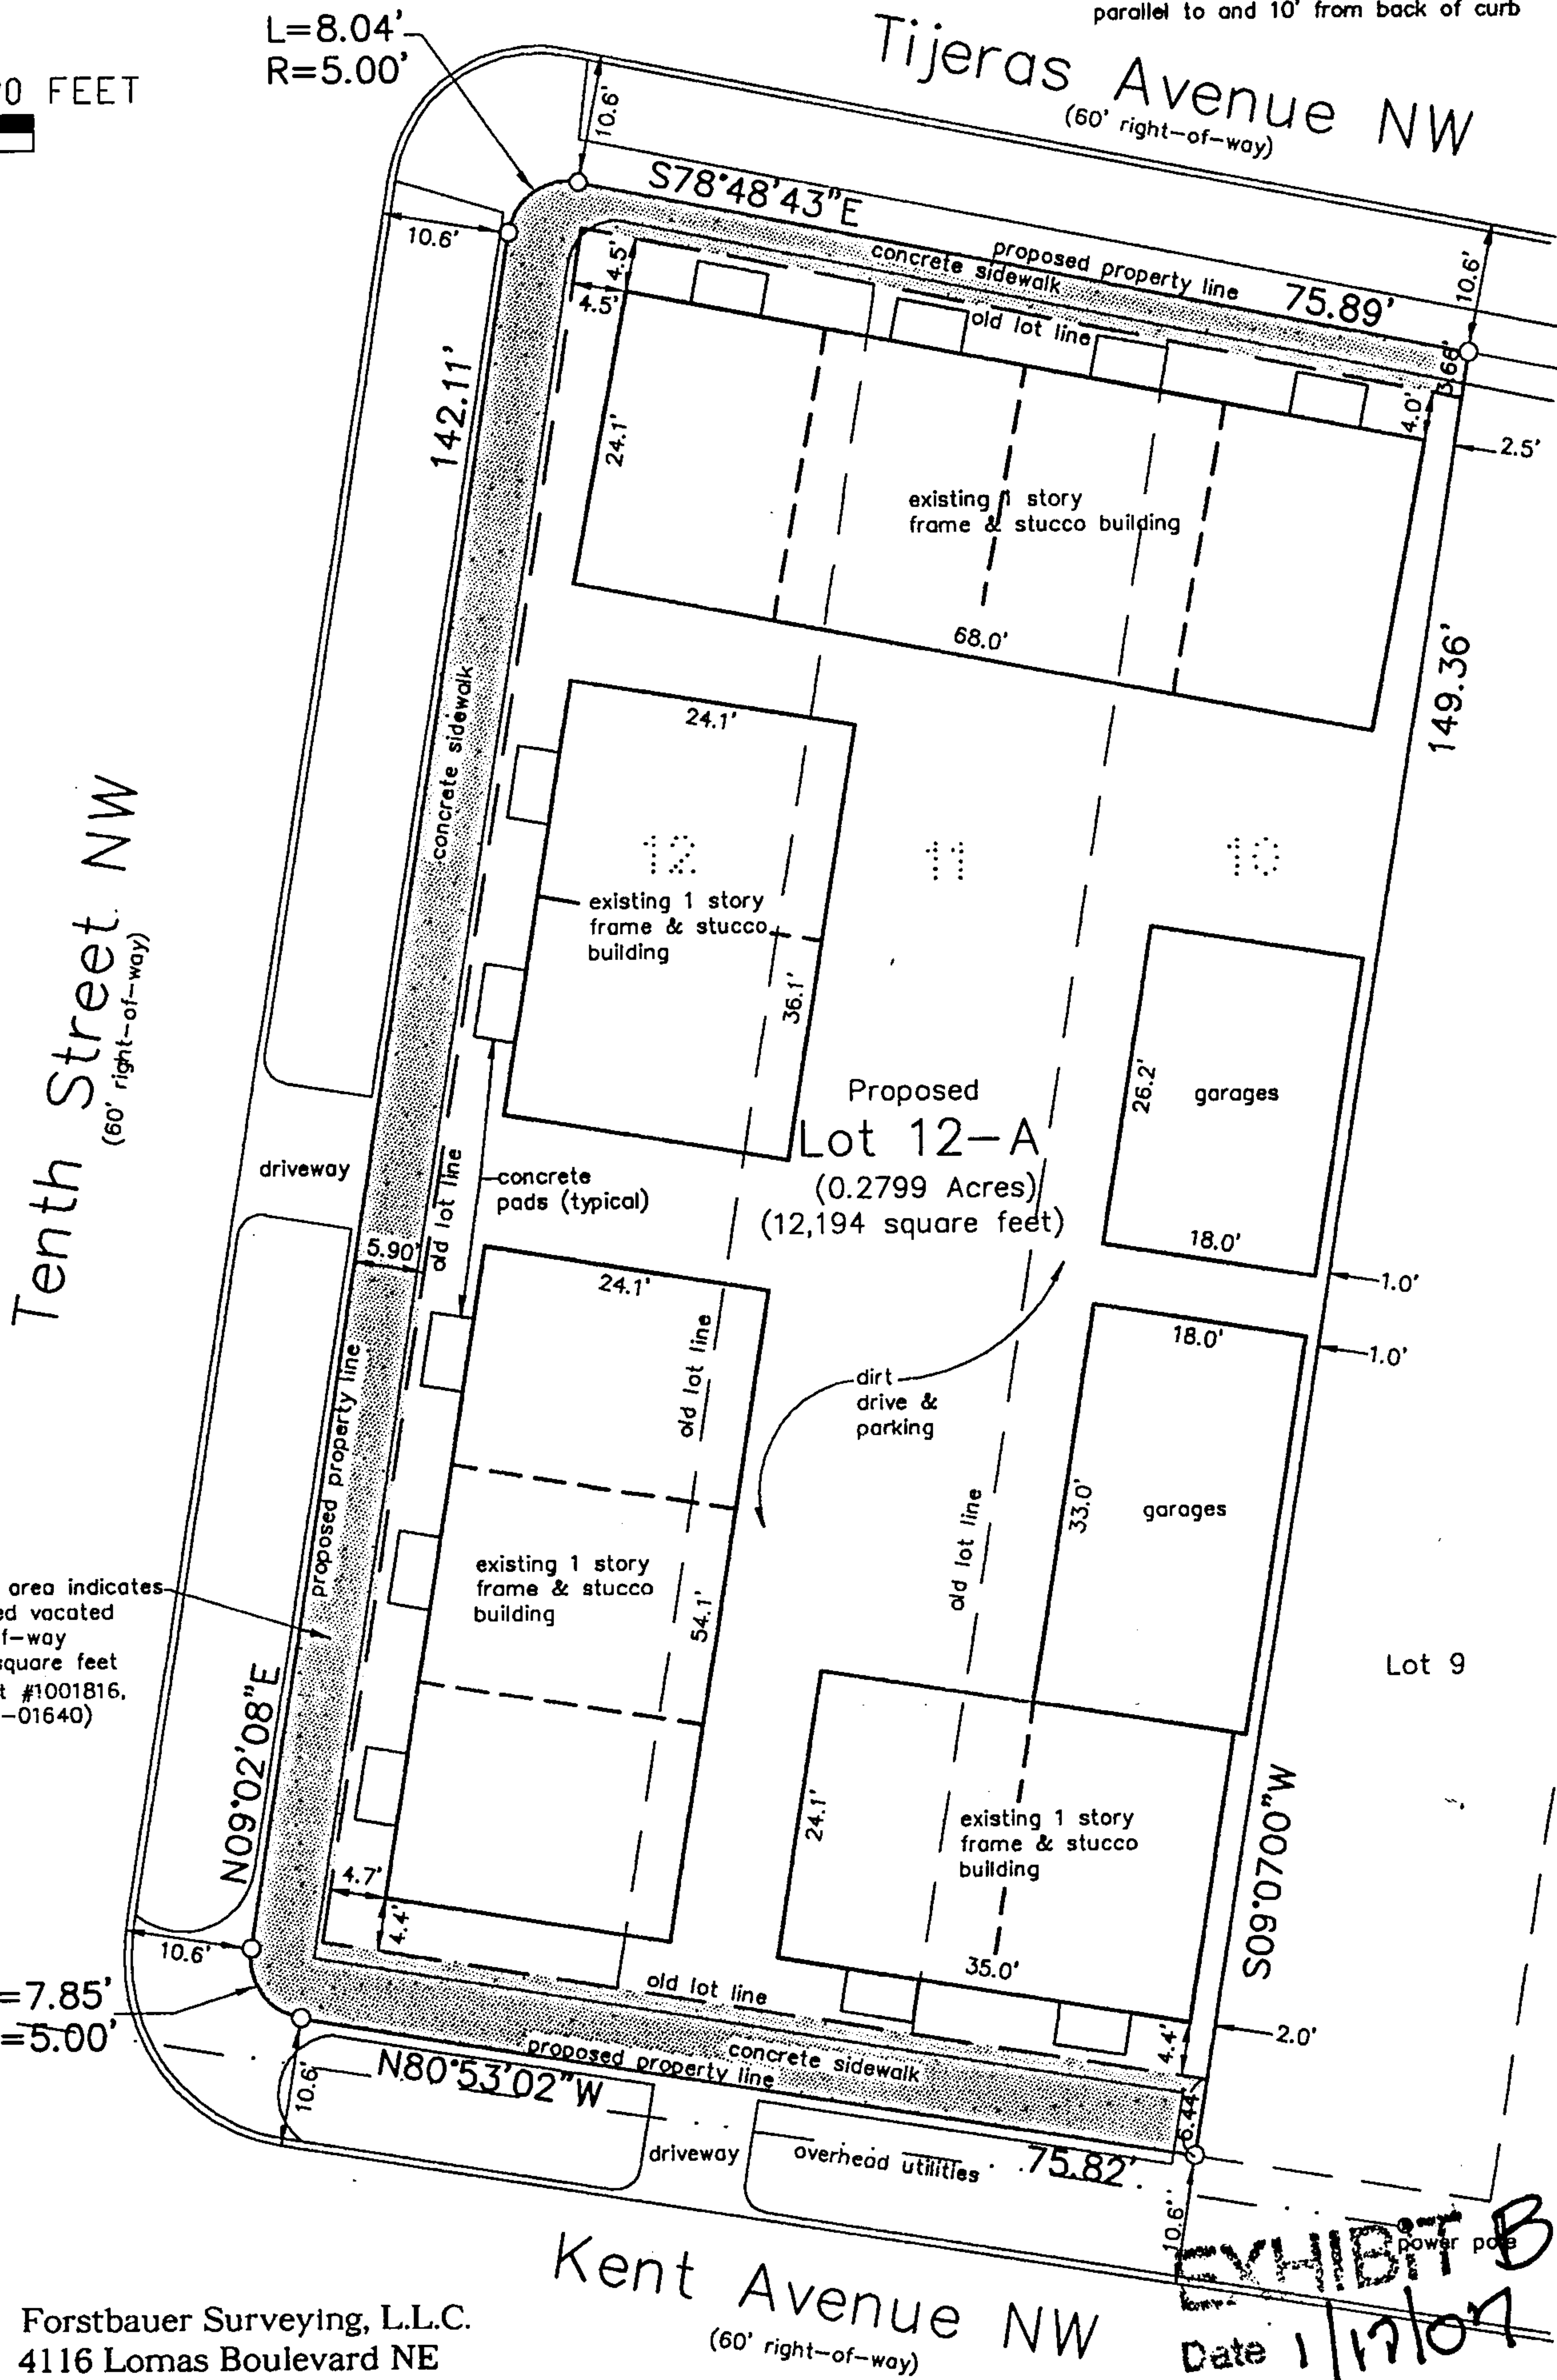 parallel to and 10' from back of curb
L=8.04'
R=5.00'
0 FEET
Tijeras Avenue NW
(60' right-of-way)
10.6'
10.6'
S78°48'43"E
proposed property line
concrete sidewalk
75.89'
10.6'
4.5'
4.5'
old lot line
3.66'
4.0'
2.5'
142.11'
24.1'
existing 1 story
frame & stucco building
68.0'
149.36'
concrete sidewalk
24.1'
12
11
10
existing 1 story
frame & stucco
building
36.1'
Tenth Street NW
(60' right-of-way)
26.2'
garages
18.0'
1.0'
Proposed
Lot 12-A
(0.2799 Acres)
(12,194 square feet)
driveway
old lot line
concrete
pads (typical)
5.90'
24.1'
old lot line
18.0'
1.0'
dirt
drive &
parking
proposed property line
old lot line
33.0'
garages
existing 1 story
frame & stucco
building
54.1'
area indicates
ed vacated
f-way
square feet
t #1001816,
-01640)
Lot 9
N09°02'08"E
24.1'
existing 1 story
frame & stucco
building
S09°07'00"W
4.7'
4.4'
10.6'
35.0'
old lot line
=7.85'
=5.00'
4.4'
2.0'
concrete sidewalk
proposed property line
N80°53'02"W
10.6'
6.44'
driveway
overhead utilities
75.82'
10.6'
power pole
EXHIBIT B
Kent Avenue NW
(60' right-of-way)
Date 1/17/07
Forstbauer Surveying, L.L.C.
4116 Lomas Boulevard NE